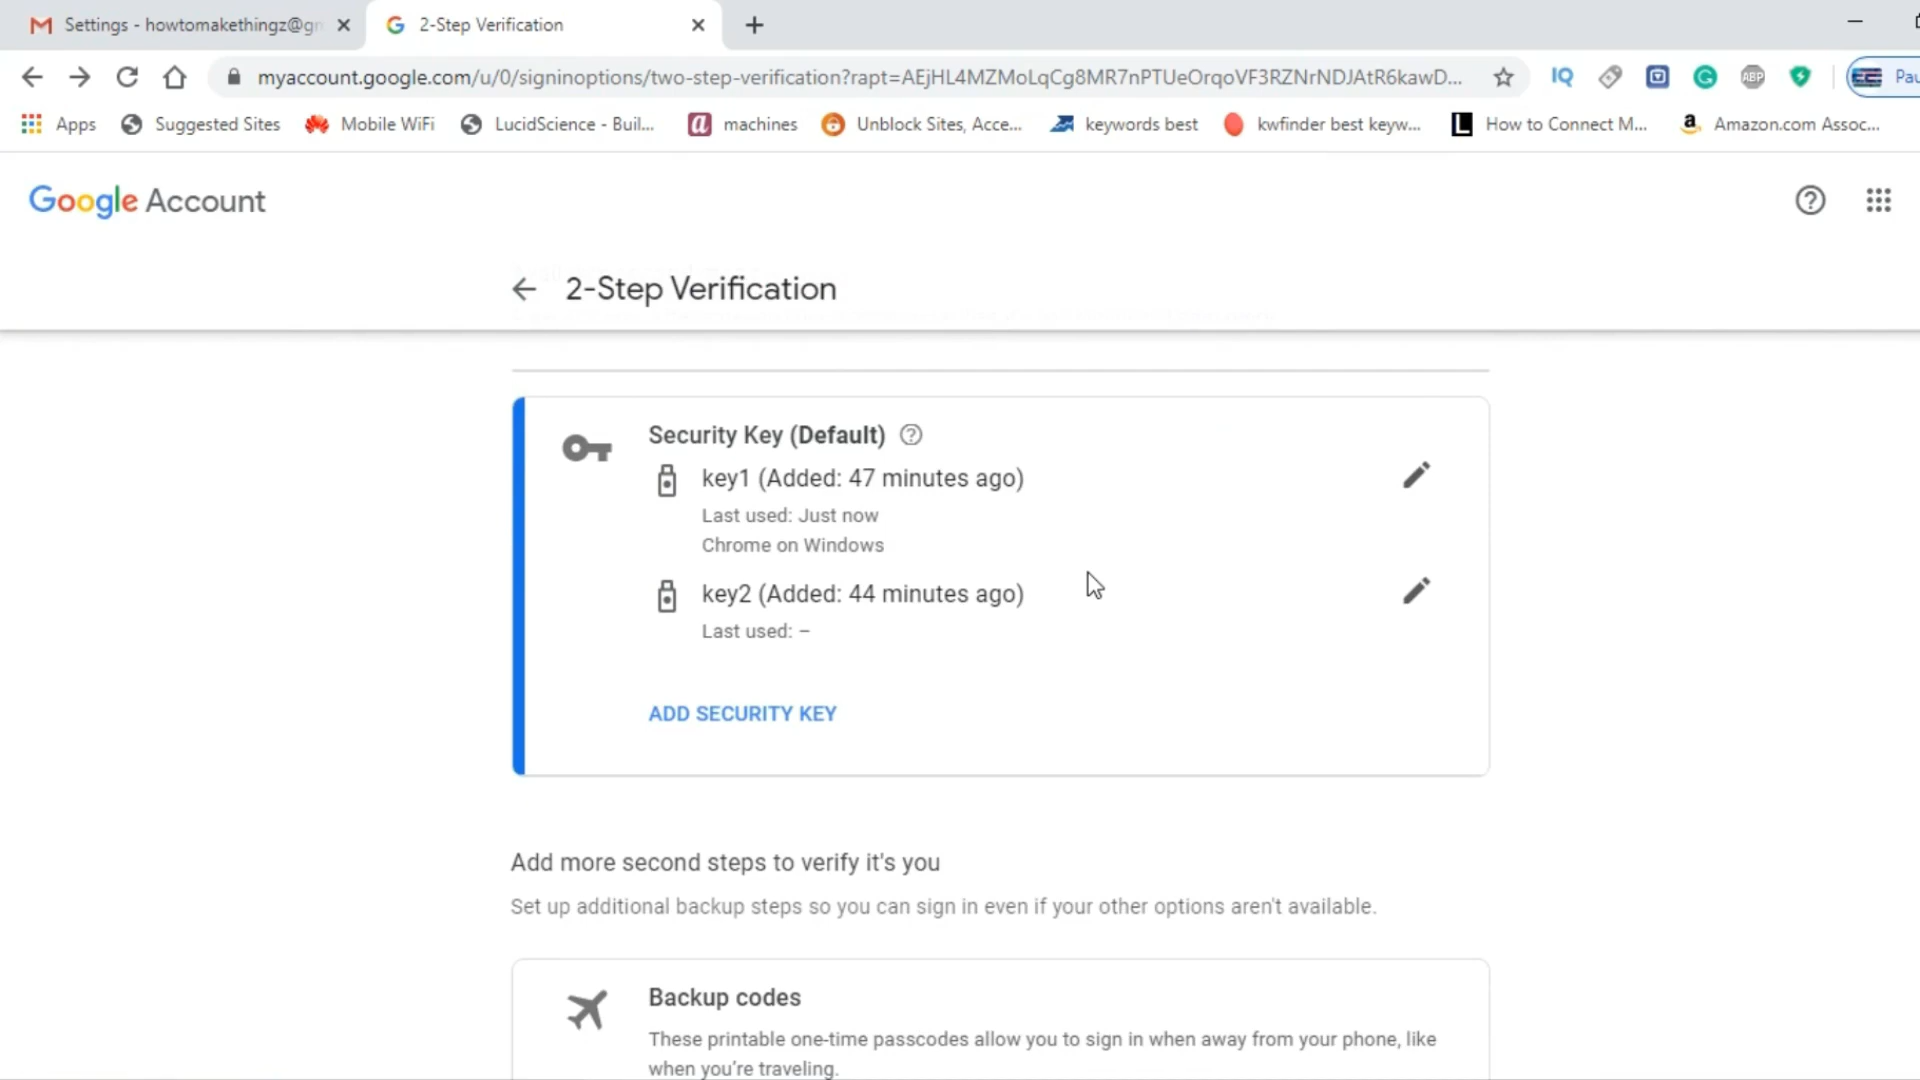 Settings - howtomakethingz@gn
2-Step Verification
myaccount.google.com/u/0/signinoptions/two-step-verification?rapt=AEjHL4MZMoLqCg8MR7nPTUeOrqoVF3RZNrNDJAtR6kawD...
IQ
ABP
Pau
Apps
Suggested Sites
Mobile WiFi
LucidScience - Buil...
machines
Unblock Sites, Acce...
keywords best
kwfinder best keyw...
How to Connect M...
Amazon.com Assoc...
Google Account
2-Step Verification
Security Key (Default)
key1 (Added: 47 minutes ago)
Last used: Just now
Chrome on Windows
key2 (Added: 44 minutes ago)
Last used: –
ADD SECURITY KEY
Add more second steps to verify it's you
Set up additional backup steps so you can sign in even if your other options aren't available.
Backup codes
These printable one-time passcodes allow you to sign in when away from your phone, like
when you're traveling.